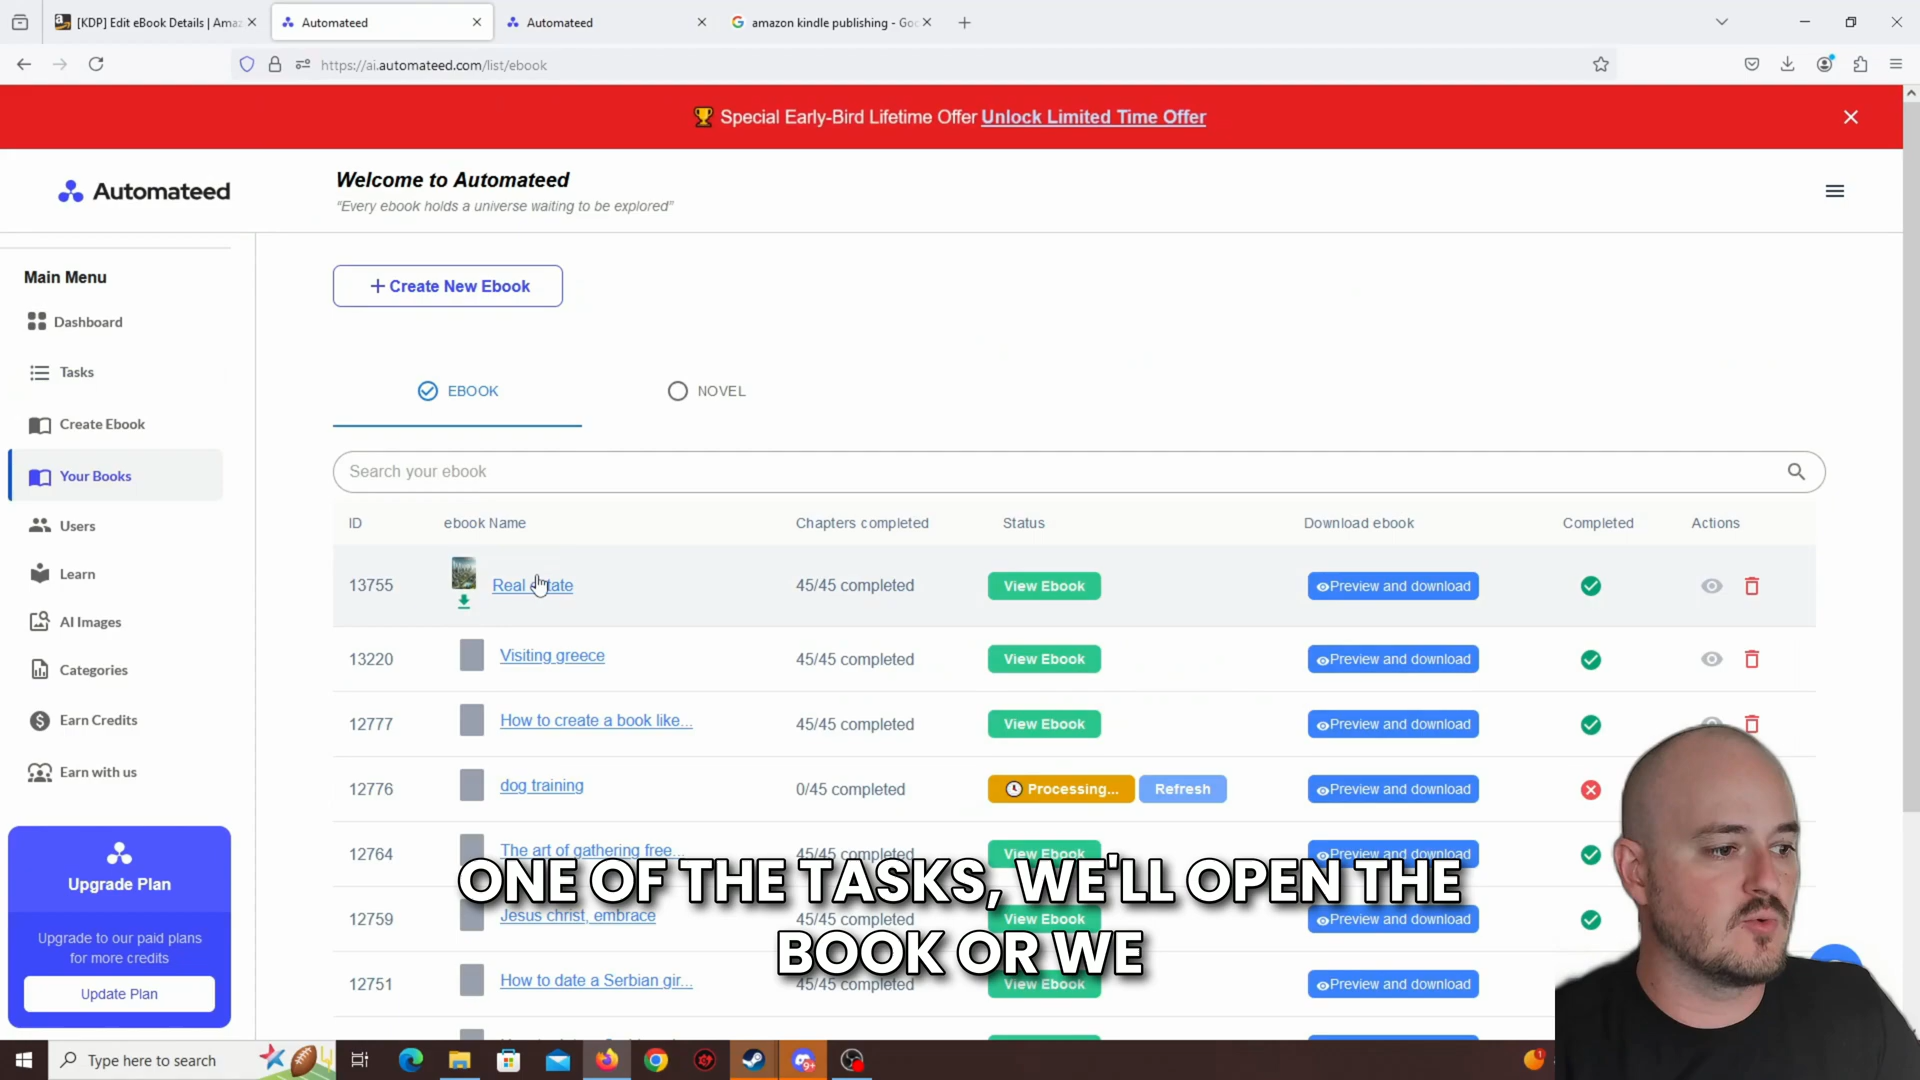 [KDP] Edit eBook Details | Ama
Automateed
Automateed
amazon kindle publishing - Goo
https://ai.automateed.com/list/ebook
Special Early-Bird Lifetime Offer Unlock Limited Time Offer
Automateed
Welcome to Automateed
"Every ebook holds a universe waiting to be explored"
Main Menu
Dashboard
Tasks
Create Ebook
Your Books
Users
Learn
AI Images
Categories
Earn Credits
Earn with us
Upgrade Plan
Upgrade to our paid plans
for more credits
Update Plan
+ Create New Ebook
EBOOK NOVEL
Search your ebook
ID ebook Name Chapters completed Status Download ebook Completed Actions
13755 Real estate 45/45 completed View Ebook Preview and download
13220 Visiting greece 45/45 completed View Ebook Preview and download
12777 How to create a book like... 45/45 completed View Ebook Preview and download
12776 dog training 0/45 completed Processing... Refresh Preview and download
12764 The art of gathering free... 45/45 completed View Ebook Preview and download
12759 Jesus christ, embrace 45/45 completed View Ebook Preview and download
12751 How to date a Serbian gir... 45/45 completed View Ebook Preview and download
ONE OF THE TASKS, WE'LL OPEN THE
BOOK OR WE
Type here to search